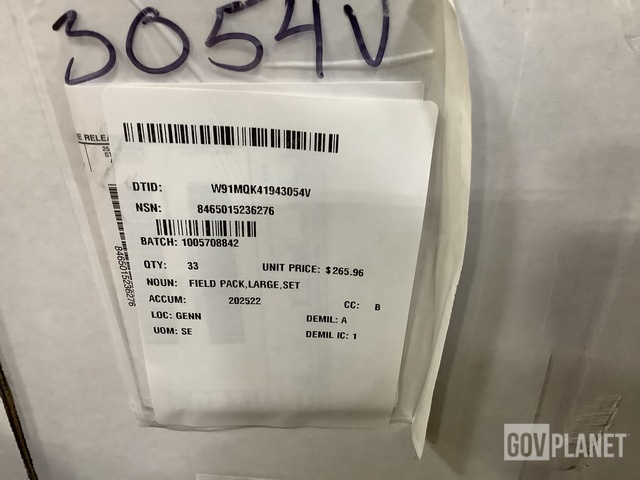 3054V
E RELEA
DTID: W91MQK41943054V
NSN: 8465015236276
BATCH: 1005708842
QTY: 33 UNIT PRICE: $265.96
NOUN: FIELD PACK,LARGE,SET
ACCUM: 202522 CC: B
LOC: GENN DEMIL: A
UOM: SE DEMIL IC: 1
8465015236276
GOVPLANET